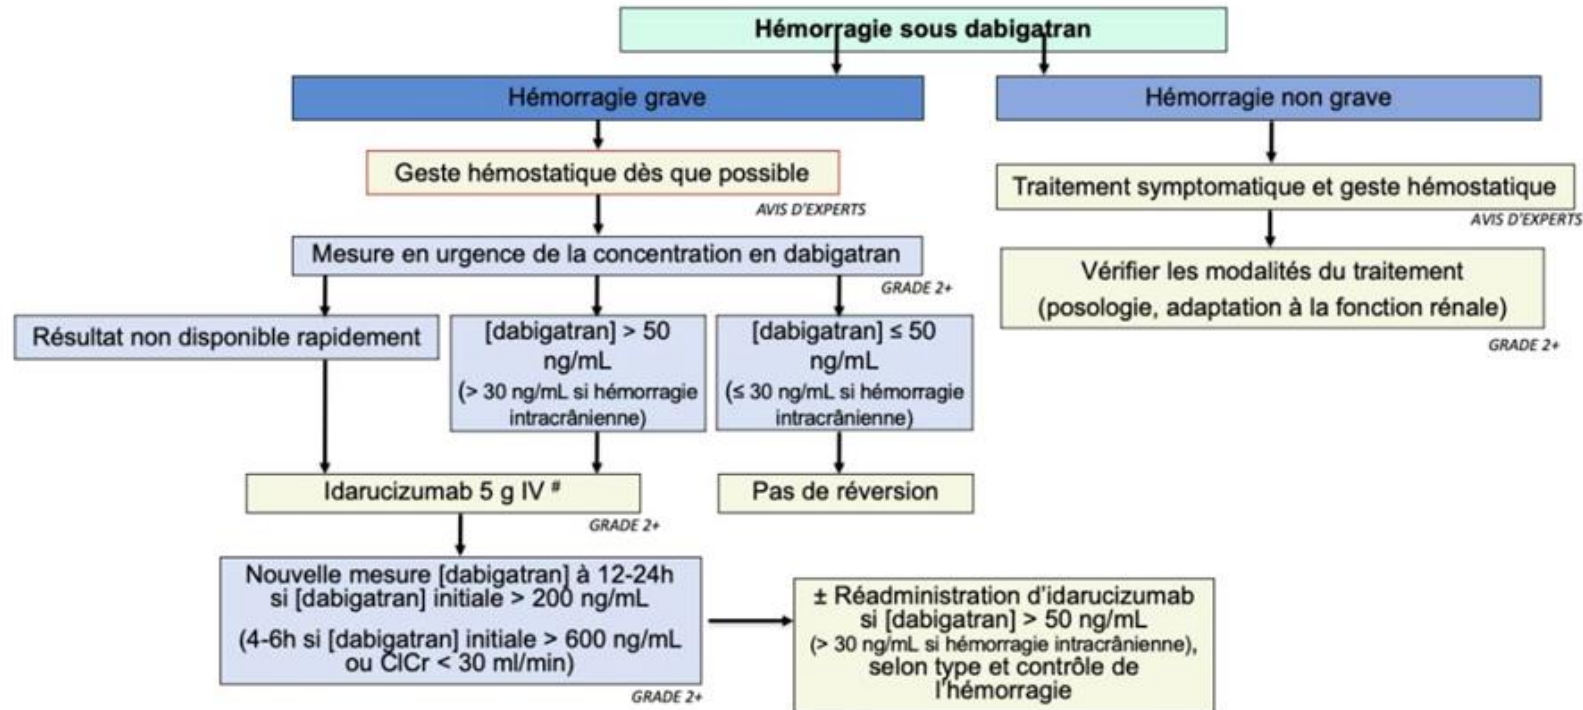 Hémorragie sous dabigatran
Hémorragie grave
Hémorragie non grave
Geste hémostatique dès que possible
AVIS D'EXPERTS
Traitement symptomatique et geste hémostatique
AVIS D'EXPERTS
Mesure en urgence de la concentration en dabigatran
GRADE 2+
Vérifier les modalités du traitement
(posologie, adaptation à la fonction rénale)
GRADE 2+
Résultat non disponible rapidement
[dabigatran] > 50
ng/mL
(> 30 ng/mL si hémorragie
intracrânienne)
[dabigatran] ≤ 50
ng/mL
(≤ 30 ng/mL si hémorragie
intracrânienne)
Idarucizumab 5 g IV #
GRADE 2+
Pas de réversion
Nouvelle mesure [dabigatran] à 12-24h
si [dabigatran] initiale > 200 ng/mL
(4-6h si [dabigatran] initiale > 600 ng/mL
ou ClCr < 30 ml/min)
GRADE 2+
± Réadministration d'idarucizumab
si [dabigatran] > 50 ng/mL
(> 30 ng/mL si hémorragie intracrânienne),
selon type et contrôle de
l'hémorragie